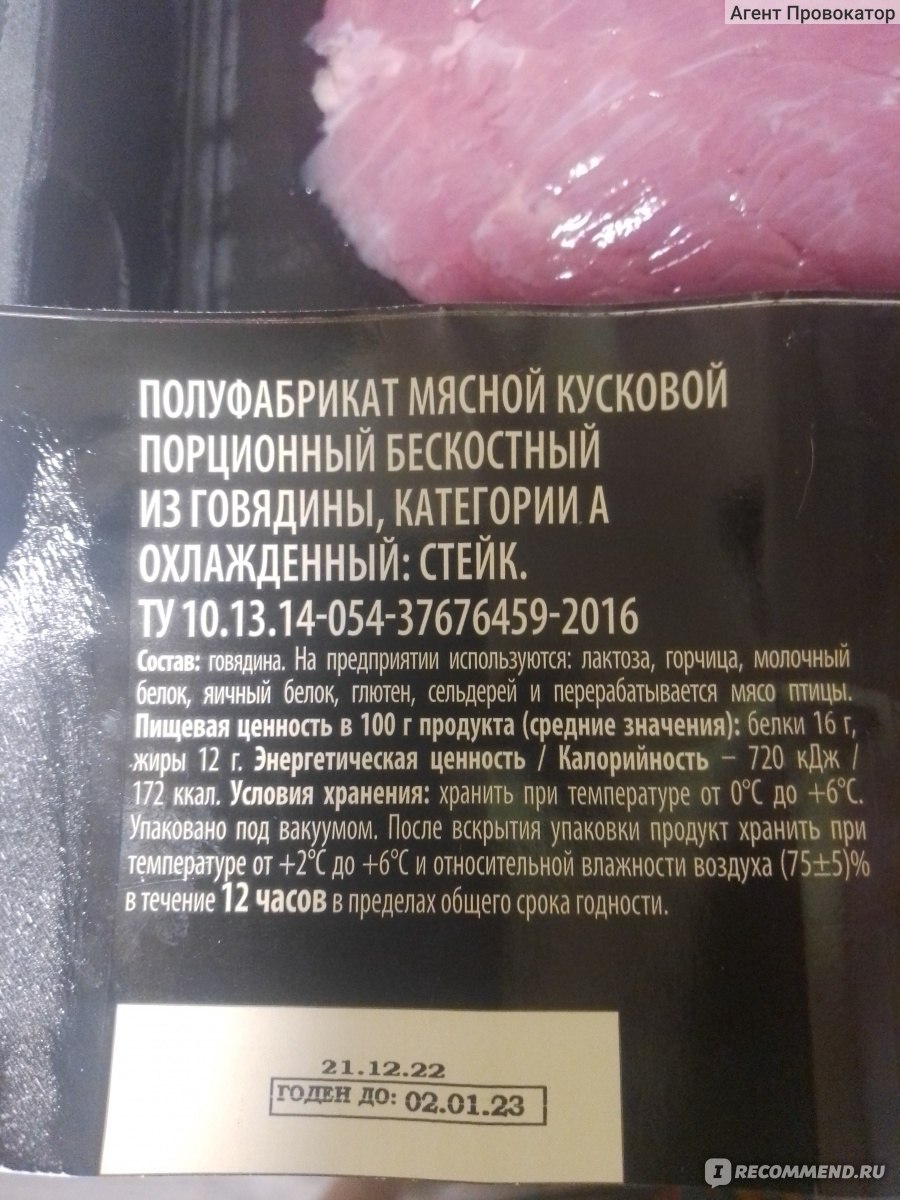 Агент Провокатор
ПОЛУФАБРИКАТ МЯСНОЙ КУСКОВОЙ
ПОРЦИОННЫЙ БЕСКОСТНЫЙ
ИЗ ГОВЯДИНЫ, КАТЕГОРИИ А
ОХЛАЖДЕННЫЙ: СТЕЙК.
ТУ 10.13.14-054-37676459-2016
Состав: говядина. На предприятии используются: лактоза, горчица, молочный
белок, яичный белок, глютен, сельдерей и перерабатывается мясо птицы.
Пищевая ценность в 100 г продукта (средние значения): белки 16 г,
жиры 12 г. Энергетическая ценность / Калорийность – 720 кДж /
172 ккал. Условия хранения: хранить при температуре от 0°С до +6°С.
Упаковано под вакуумом. После вскрытия упаковки продукт хранить при
температуре от +2°С до +6°С и относительной влажности воздуха (75±5)%
в течение 12 часов в пределах общего срока годности.
21.12.22
ГОДЕН ДО: 02.01.23
IRECOMMEND.RU